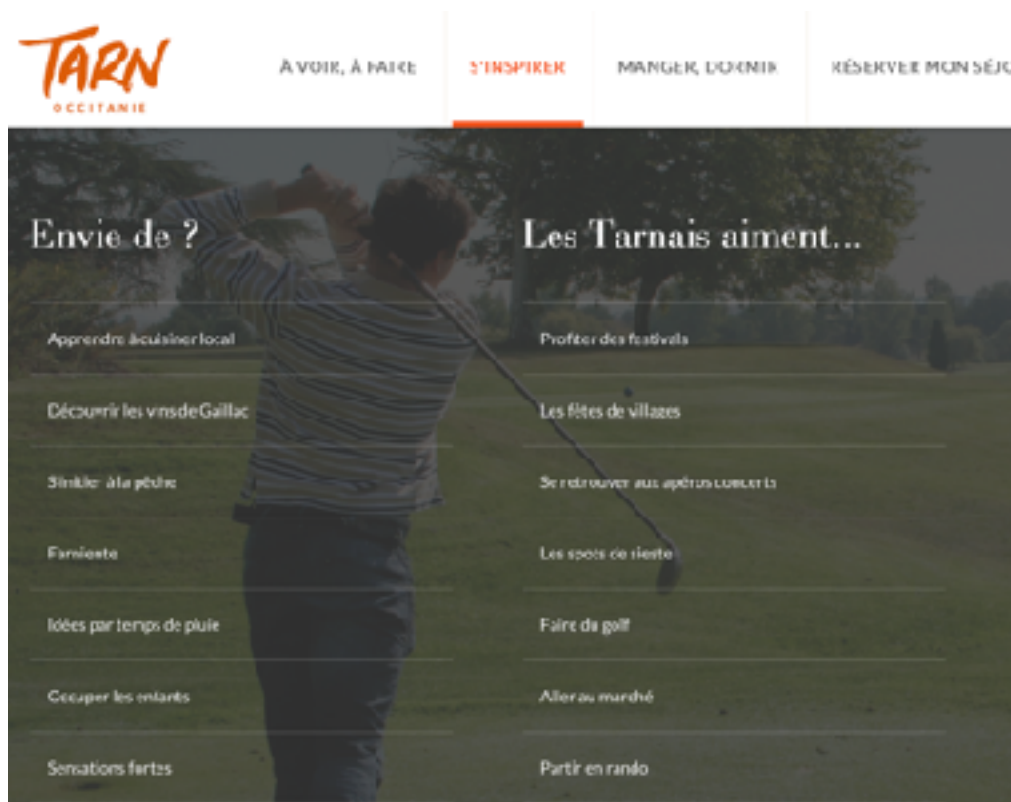 TARN
OCCITANIE
À VOIR, À FAIRE
S'INSPIRER
MANGER, DORMIR
RÉSERVER MON SÉJO
Envie de ?
Apprendre à cuisiner local
Découvrir les vins de Gaillac
S'initier à la pêche
Farniente
Idées par temps de pluie
Occuper les enfants
Sensations fortes
Les Tarnais aiment...
Profiter des festivals
Les fêtes de villages
Se retrouver aux apéros concerts
Les spots de sieste
Faire du golf
Aller au marché
Partir en rando